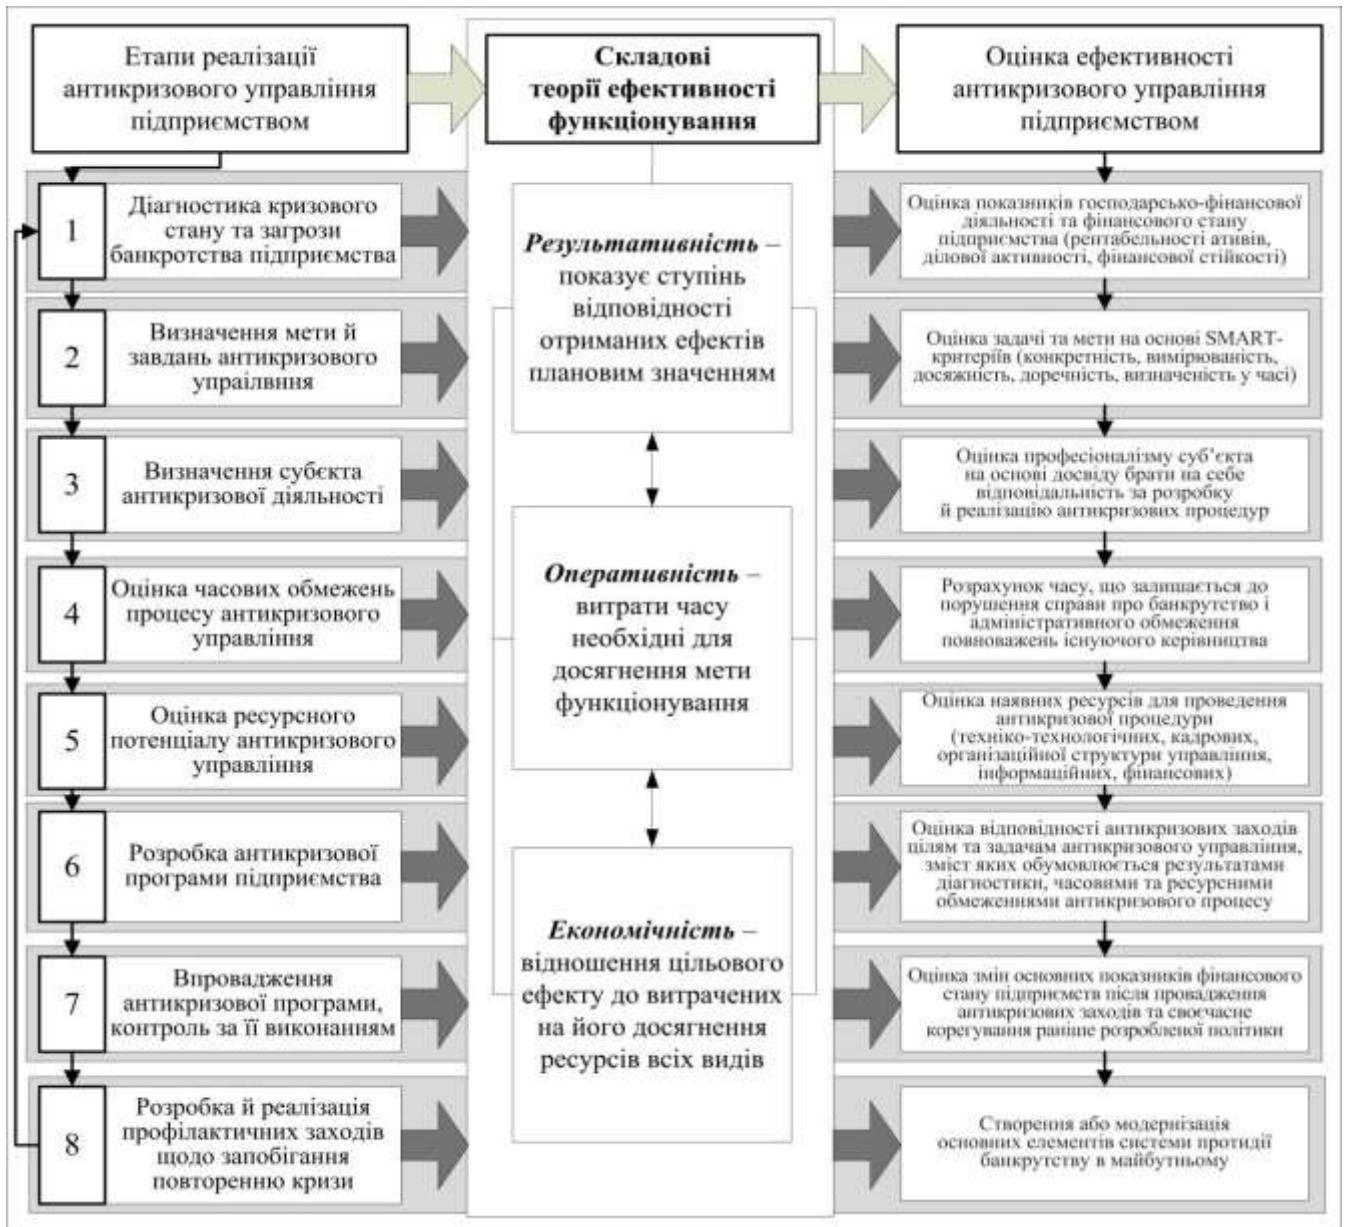 Етапи реалізації
антикризового управління
підприємством
Складові
теорії ефективності
функціонування
Оцінка ефективності
антикризового управління
підприємством
1
Діагностика кризового
стану та загрози
банкротства підприємства
2
Визначення мети й
завдань антикризового
упраілвння
3
Визначення субєкта
антикризової діяльності
4
Оцінка часових обмежень
процесу антикризового
управління
5
Оцінка ресурсного
потенціалу антикризового
управління
6
Розробка антикризової
програми підприємства
7
Впровадження
антикризової програми,
контроль за її виконанням
8
Розробка й реалізація
профілактичних заходів
щодо запобігання
повторенню кризи
Результативність –
показує ступінь
відповідності
отриманих ефектів
плановим значенням
Оперативність –
витрати часу
необхідні для
досягнення мети
функціонування
Економічність –
відношення цільового
ефекту до витрачених
на його досягнення
ресурсів всіх видів
Оцінка показників господарсько-фінансової
діяльності та фінансового стану
підприємства (рентабельності ативів,
ділової активності, фінансової стійкості)
Оцінка задачі та мети на основі SMART-
критеріїв (конкретність, вимірюваність,
досяжність, доречність, визначеність у часі)
Оцінка професіоналізму суб’єкта
на основі досвіду брати на себе
відповідальність за розробку
й реалізацію антикризових процедур
Розрахунок часу, що залишається до
порушення справи про банкрутство і
адміністративного обмеження
повноважень існуючого керівництва
Оцінка наявних ресурсів для проведення
антикризової процедури
(техніко-технологічних, кадрових,
організаційної структури управління,
інформаційних, фінансових)
Оцінка відповідності антикризових заходів
цілям та задачам антикризового управління,
зміст яких обумовлюється результатами
діагностики, часовими та ресурсними
обмеженнями антикризового процесу
Оцінка змін основних показників фінансового
стану підприємств після провадження
антикризових заходів та своєчасне
корегування раніше розробленої політики
Створення або модернізація
основних елементів системи протидії
банкрутству в майбутньому